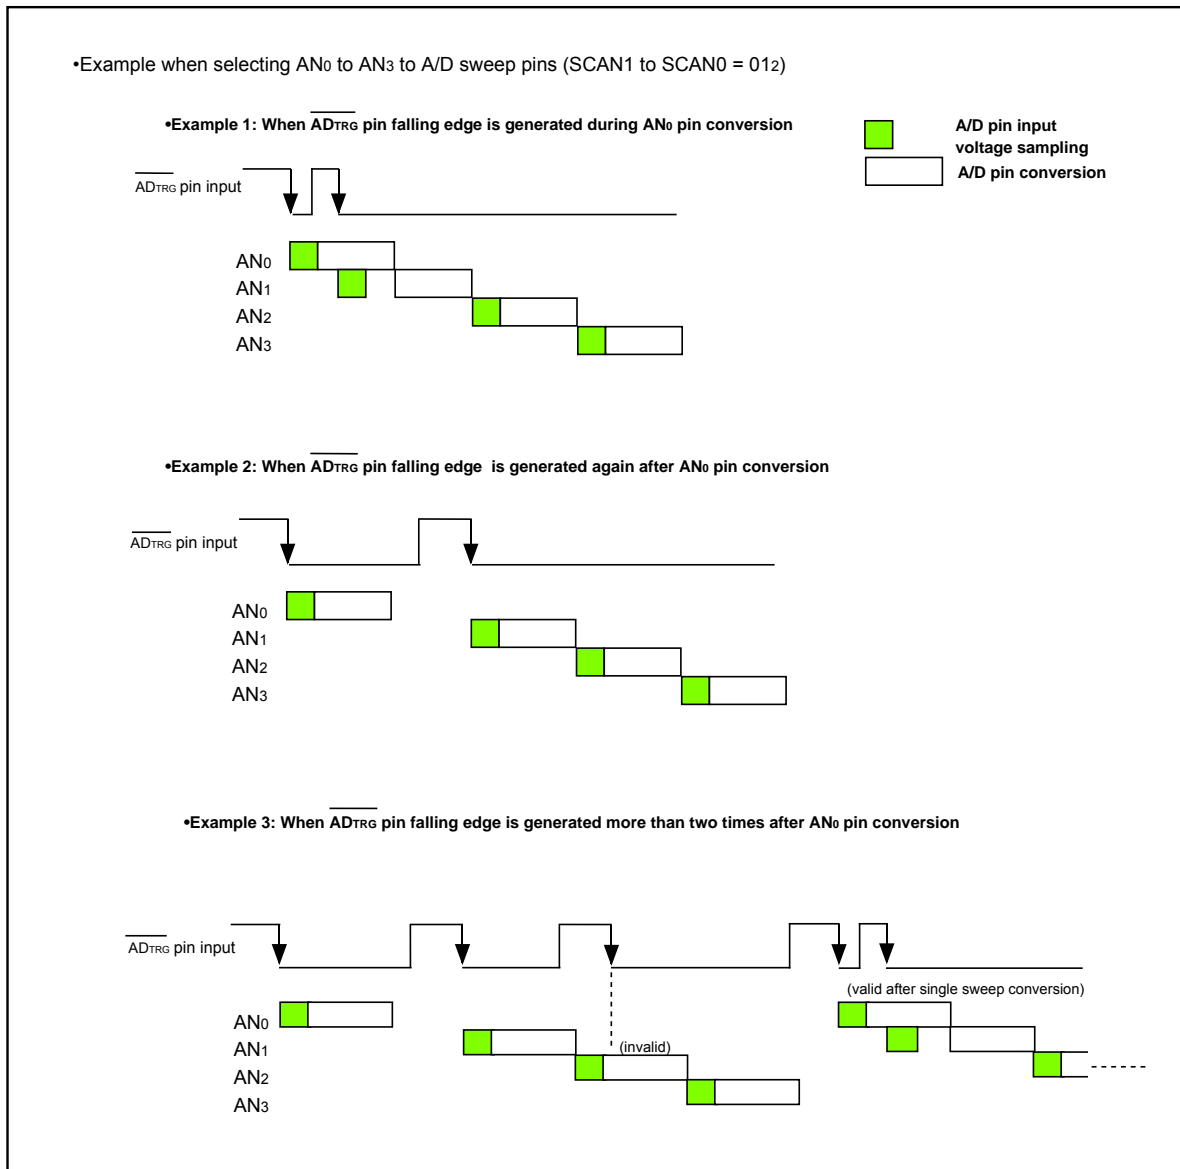 •Example when selecting AN0 to AN3 to A/D sweep pins (SCAN1 to SCAN0 = 012)
•Example 1: When ADTRG pin falling edge is generated during AN0 pin conversion
A/D pin input
voltage sampling
A/D pin conversion
ADTRG pin input
AN0
AN1
AN2
AN3
•Example 2: When ADTRG pin falling edge is generated again after AN0 pin conversion
ADTRG pin input
AN0
AN1
AN2
AN3
•Example 3: When ADTRG pin falling edge is generated more than two times after AN0 pin conversion
ADTRG pin input
(valid after single sweep conversion)
AN0
AN1
(invalid)
AN2
AN3